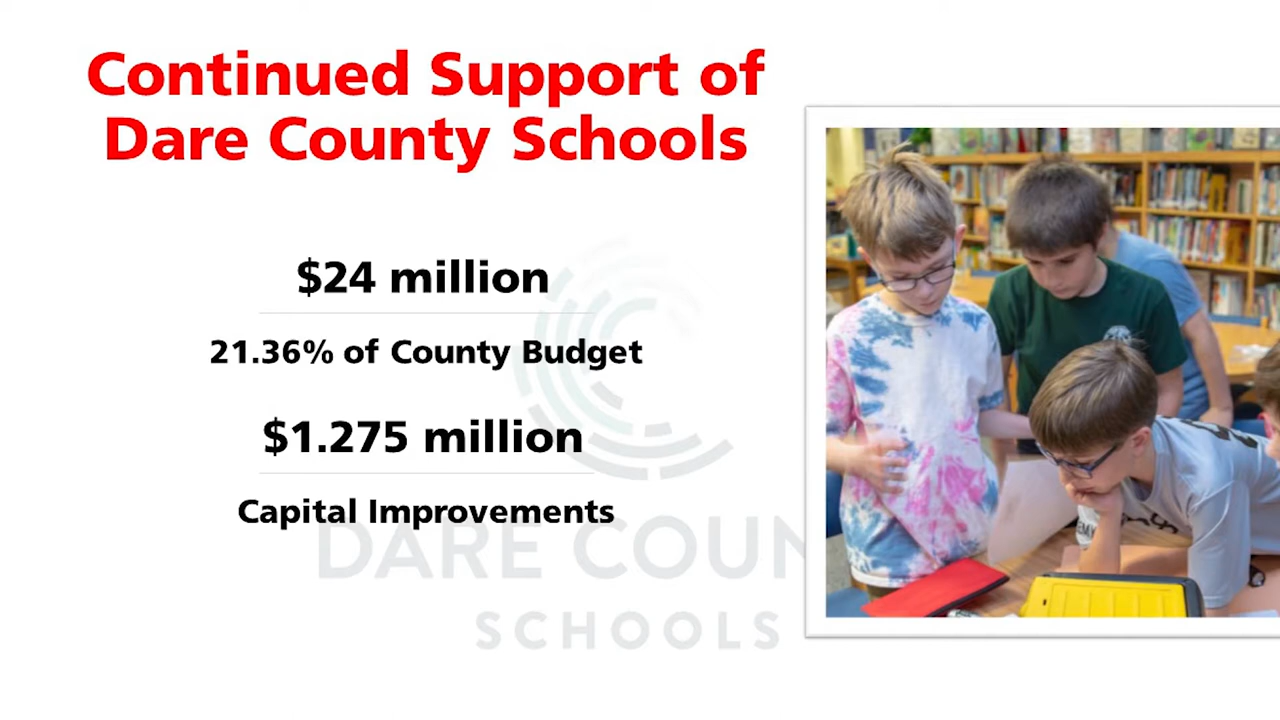 Continued Support of
Dare County Schools
$24 million
21.36% of County Budget
$1.275 million
Capital Improvements
DARE COUN
SCHOOLS